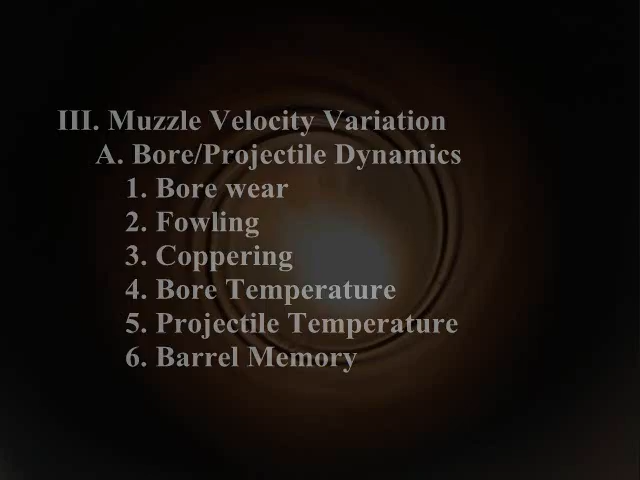 III. Muzzle Velocity Variation
A. Bore/Projectile Dynamics
1. Bore wear
2. Fowling
3. Coppering
4. Bore Temperature
5. Projectile Temperature
6. Barrel Memory